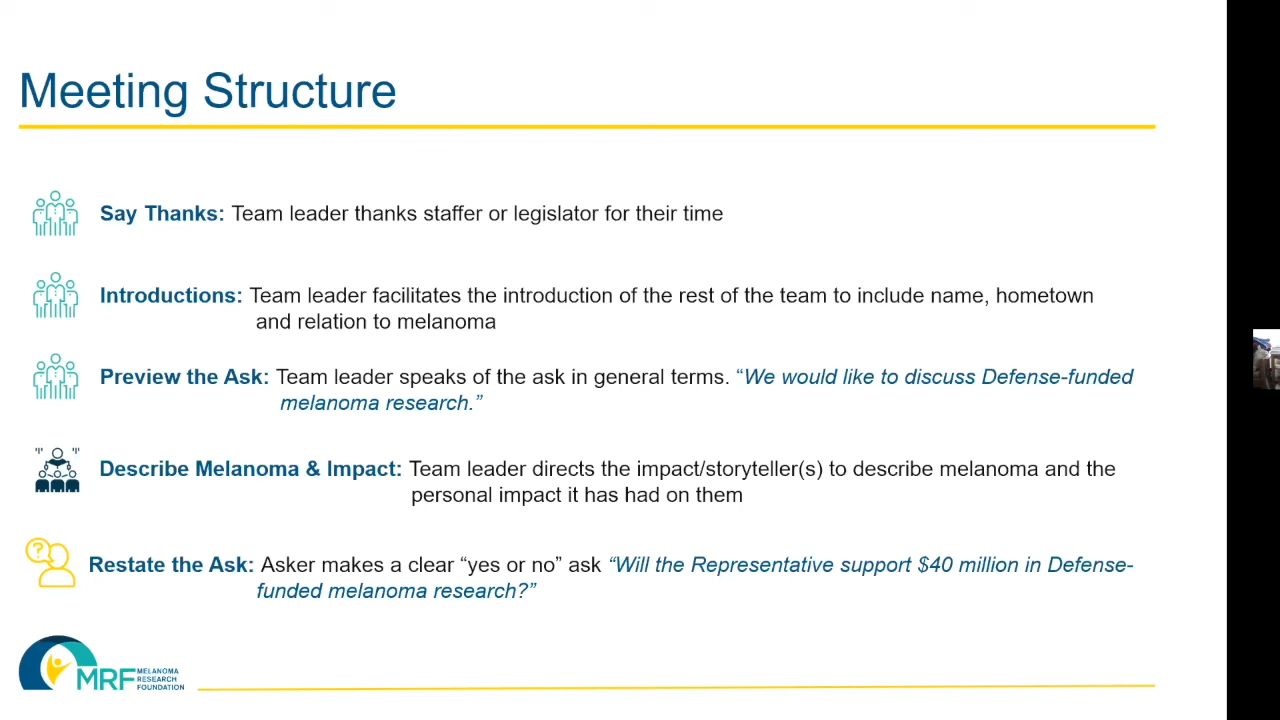 Meeting Structure
Say Thanks: Team leader thanks staffer or legislator for their time
Introductions: Team leader facilitates the introduction of the rest of the team to include name, hometown
and relation to melanoma
Preview the Ask: Team leader speaks of the ask in general terms. “We would like to discuss Defense-funded
melanoma research.”
Describe Melanoma & Impact: Team leader directs the impact/storyteller(s) to describe melanoma and the
personal impact it has had on them
?
Restate the Ask: Asker makes a clear “yes or no” ask “Will the Representative support $40 million in Defense-
funded melanoma research?”
MRF
MELANOMA
RESEARCH
FOUNDATION